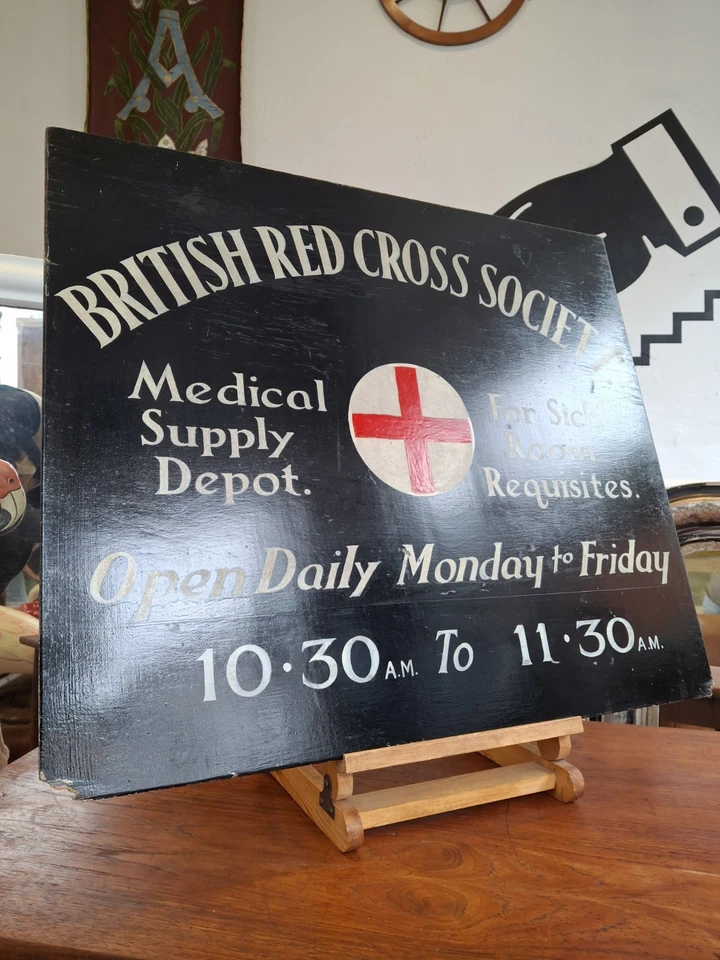 BRITISH RED CROSS SOCIETY
Medical
Supply
Depot.
For Sick
Room
Requisites.
Open Daily Monday to Friday
10·30 A.M. To 11·30 A.M.
A